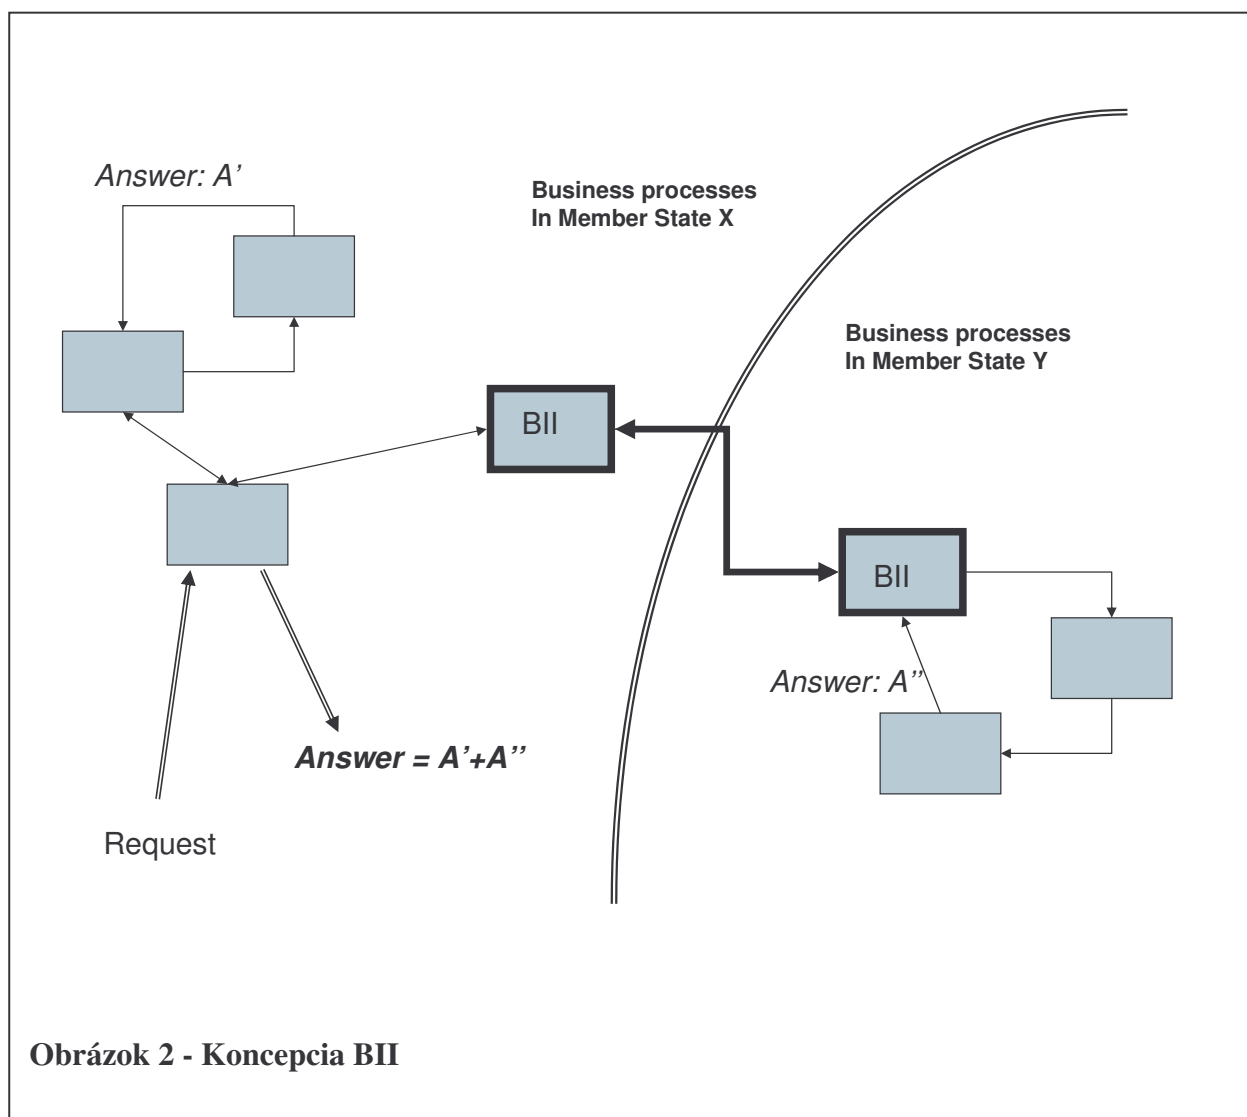 Answer: A’
Business processes
In Member State X
Business processes
In Member State Y
BII
BII
Answer: A’’
Answer = A’+A’’
Request
Obrázok 2 - Koncepcia BII